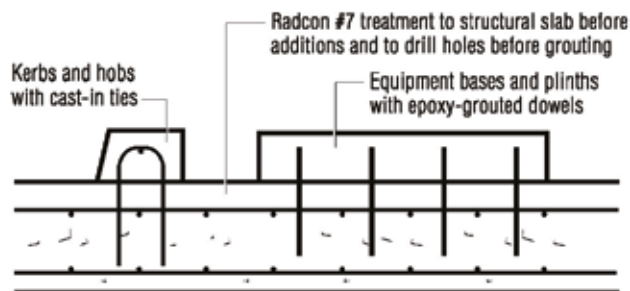 Radcon #7 treatment to structural slab before
additions and to drill holes before grouting
Kerbs and hobs
with cast-in ties
Equipment bases and plinths
with epoxy-grouted dowels